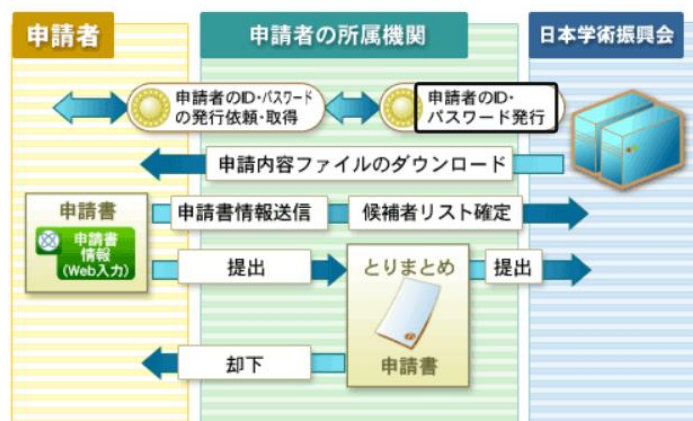 申請者
申請者の所属機関
日本学術振興会
申請者のID・パスワード
の発行依頼・取得
申請者のID・
パスワード発行
申請内容ファイルのダウンロード
申請書
申請書
情報
(Web入力)
申請書情報送信
候補者リスト確定
提出
とりまとめ
申請書
提出
却下